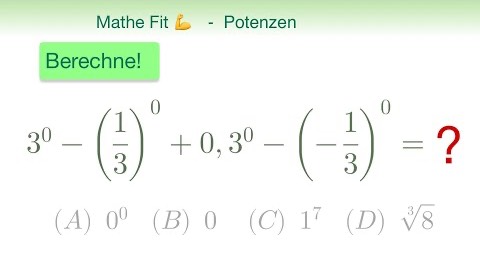 Mathe Fit 💪 - Potenzen
Berechne!
3⁰ − (1/3)⁰ + 0,3⁰ − (−1/3)⁰ = ?
(A) 0⁰ (B) 0 (C) 1⁷ (D) ∛8